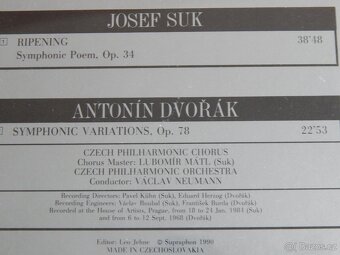 JOSEF SUK
1 RIPENING 38'48
Symphonic Poem, Op. 34
ANTONÍN DVOŘÁK
SYMPHONIC VARIATIONS, Op. 78 22'53
CZECH PHILHARMONIC CHORUS
Chorus Master: LUBOMÍR MÁTL (Suk)
CZECH PHILHARMONIC ORCHESTRA
Conductor: VÁCLAV NEUMANN
Recording Directors: Pavel Kühn (Suk), Eduard Herzog (Dvořák)
Recording Engineers: Václav Roubal (Suk), František Burda (Dvořák)
Recorded at the House of Artists, Prague, from 18 to 24 Jan. 1984 (Suk)
and from 6 to 12 Sept. 1968 (Dvořák)
Editor: Leo Jehne © Supraphon 1990
MADE IN CZECHOSLOVAKIA